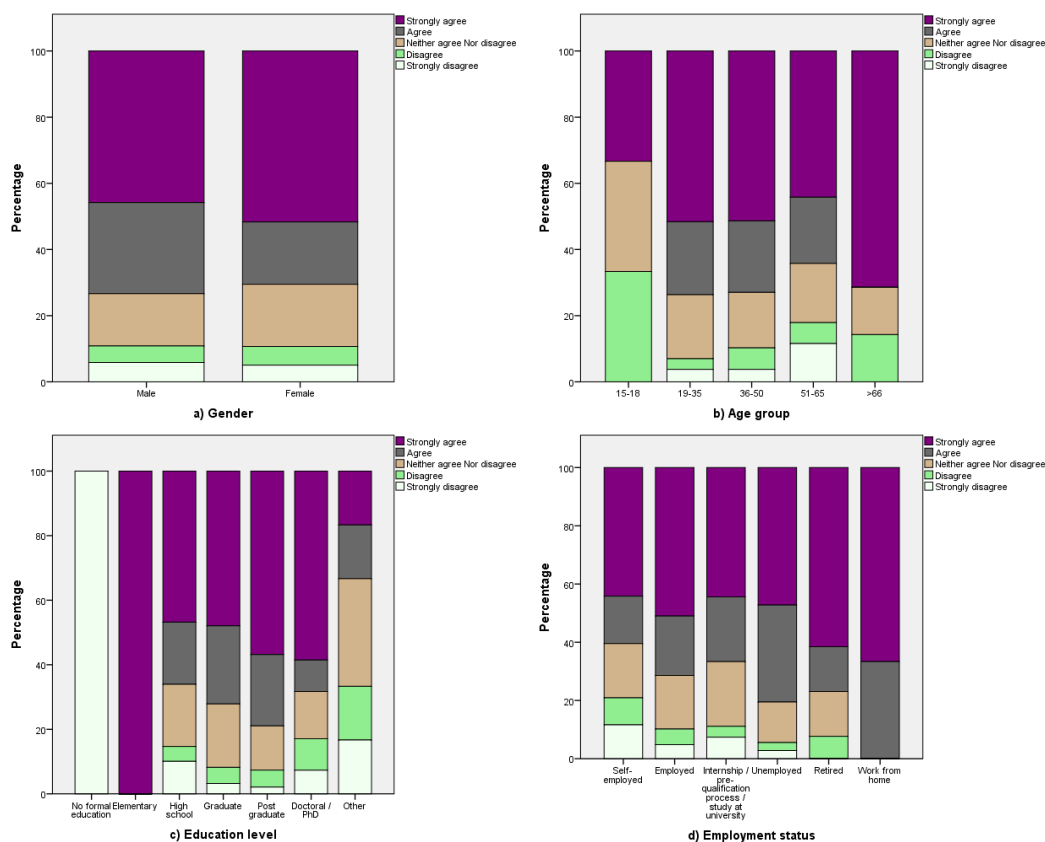 Strongly agree
Agree
Neither agree Nor disagree
Disagree
Strongly disagree
100
80
60
40
20
0
Percentage
Male
Female
a) Gender
Strongly agree
Agree
Neither agree Nor disagree
Disagree
Strongly disagree
100
80
60
40
20
0
Percentage
15-18
19-35
36-50
51-65
>66
b) Age group
Strongly agree
Agree
Neither agree Nor disagree
Disagree
Strongly disagree
100
80
60
40
20
0
Percentage
No formal
education
Elementary
High
school
Graduate
Post
graduate
Doctoral /
PhD
Other
c) Education level
Strongly agree
Agree
Neither agree Nor disagree
Disagree
Strongly disagree
100
80
60
40
20
0
Percentage
Self-
employed
Employed
Internship /
pre-
qualification
process /
study at
university
Unemployed
Retired
Work from
home
d) Employment status